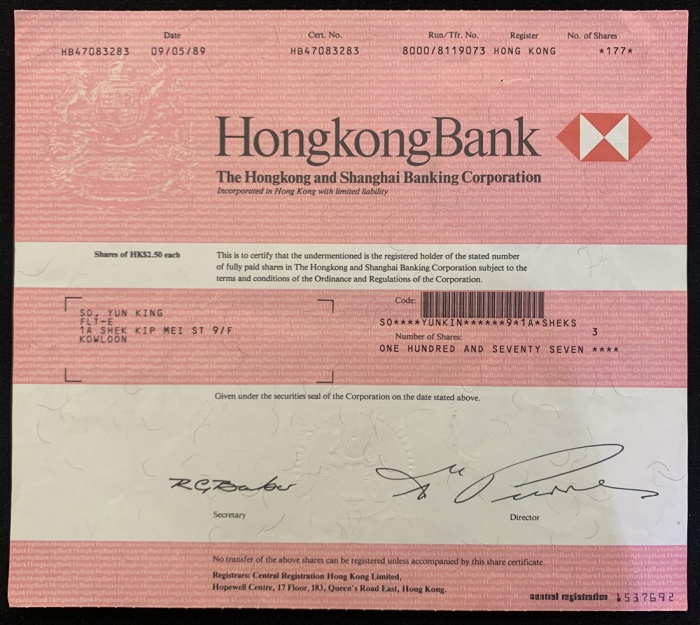 Date Cert. No. Run/Tfr. No. Register No. of Shares
HB47083283 09/05/89 HB47083283 8000/8119073 HONG KONG *177*
HongkongBank
The Hongkong and Shanghai Banking Corporation
Incorporated in Hong Kong with limited liability
Shares of HK$2.50 each
This is to certify that the undermentioned is the registered holder of the stated number
of fully paid shares in The Hongkong and Shanghai Banking Corporation subject to the
terms and conditions of the Ordinance and Regulations of the Corporation.
SO, YUN KING
FLT-E
1A SHEK KIP MEI ST 9/F
KOWLOON
Code:
SO****YUNKIN******9*1A*SHEKS
3
Number of Shares:
ONE HUNDRED AND SEVENTY SEVEN ****
Given under the securities seal of the Corporation on the date stated above.
Secretary
Director
No transfer of the above shares can be registered unless accompanied by this share certificate.
Registrars: Central Registration Hong Kong Limited,
Hopewell Centre, 17 Floor, 183, Queen's Road East, Hong Kong.
central registration 1537692